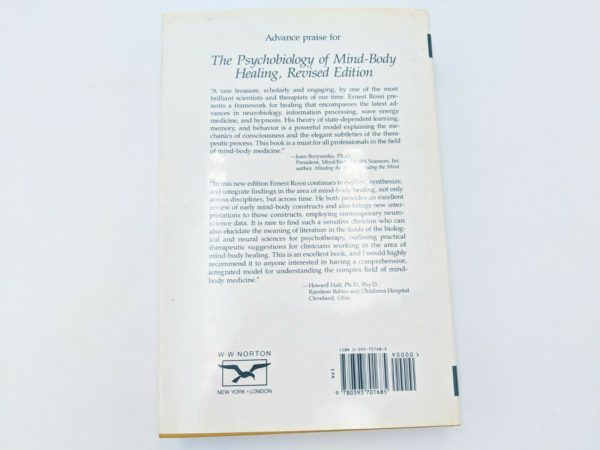 Advance praise for
The Psychobiology of Mind-Body
Healing, Revised Edition
"A rare treasure, scholarly and engaging, by one of the most
brilliant scientists and therapists of our time. Ernest Rossi pre-
sents a framework for healing that encompasses the latest ad-
vances in neurobiology, information processing, wave energy
medicine, and hypnosis. His theory of state-dependent learning,
memory, and behavior is a powerful model explaining the me-
chanics of consciousness and the elegant subtleties of the thera-
peutic process. This book is a must for all professionals in the field
of mind-body medicine."
—Joan Borysenko, Ph.D.
President, Mind/Body Health Sciences, Inc.
author, Minding the the Mind
"In this new edition Ernest Rossi continues to explore, synthesize,
and integrate findings in the area of mind-body healing, not only
across disciplines, but across time. He both provides an excellent
review of early mind-body constructs and also brings new inter-
pretations to those constructs, employing contemporary neuro-
science data. It is rare to find such a sensitive clinician who can
also elucidate the meaning of literature in the fields of the biolog-
ical and neural sciences for psychotherapy, outlining practical
therapeutic suggestions for clinicians working in the area of
mind-body healing. This is an excellent book, and I would highly
recommend it to anyone interested in having a comprehensive,
integrated model for understanding the complex field of mind-
body medicine."
—Howard Hall, Ph.D., Psy.D.
Rainbow Babies and Childrens Hospital
Cleveland, Ohio
W·W·NORTON
NEW YORK · LONDON
ISBN 0-393-70168-9
90000>
9 780393 701685